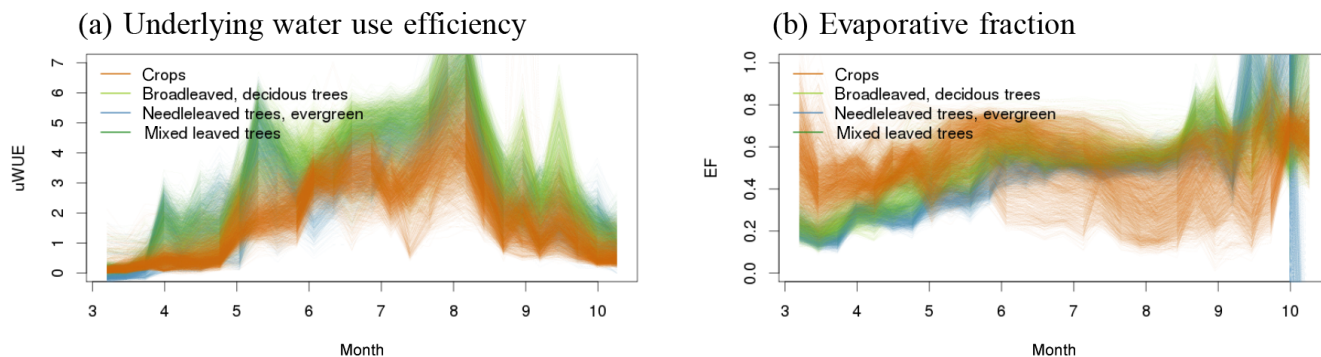 (a) Underlying water use efficiency
(b) Evaporative fraction
uWUE
7
6
5
4
3
2
1
0
Crops
Broadleaved, decidous trees
Needleleaved trees, evergreen
Mixed leaved trees
3 4 5 6 7 8 9 10
Month
EF
1.0
0.8
0.6
0.4
0.2
0.0
Crops
Broadleaved, decidous trees
Needleleaved trees, evergreen
Mixed leaved trees
3 4 5 6 7 8 9 10
Month